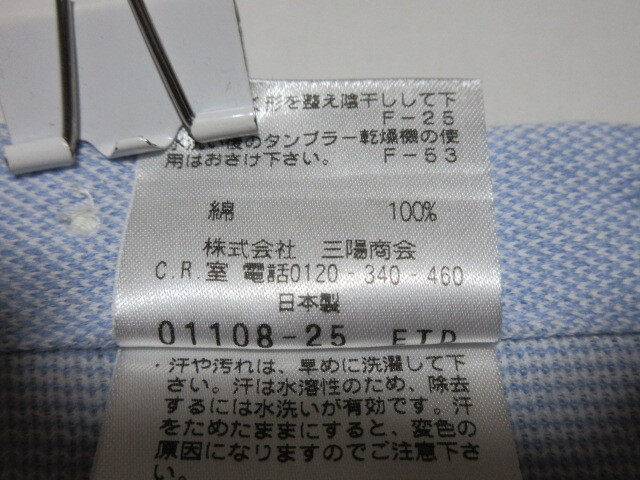 形を整え陰干しして下
F-25
後のタンブラー乾燥機の使
用はおさけ下さい。 F-53
綿 100%
株式会社 三陽商会
C.R.室 電話0120-340-460
日本製
01108-25 ETD
・汗や汚れは、早めに洗濯して下
さい。汗は水溶性のため、除去
するには水洗いが有効です。汗
をためたままにすると、変色の
原因になりますのでご注意下さ
い。